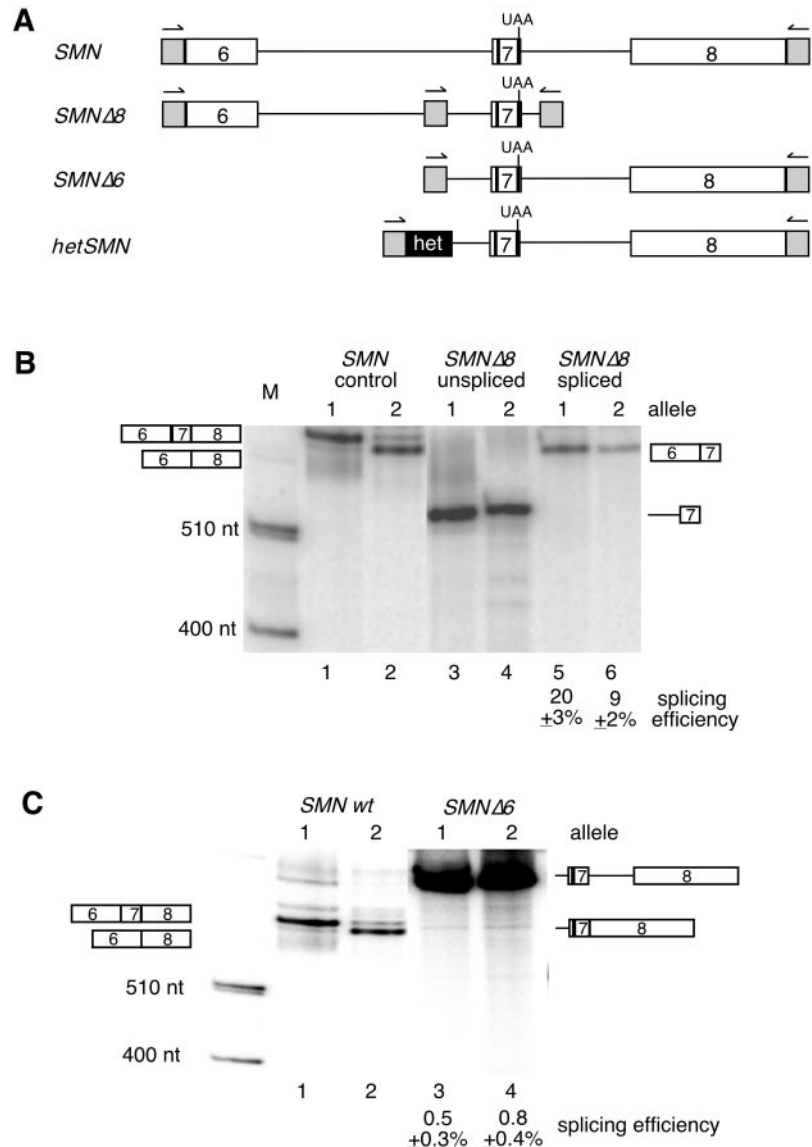 A
UAA
SMN
6
7
8
SMNΔ8
6
UAA
7
SMNΔ6
UAA
7
8
hetSMN
het
UAA
7
8
B
SMN control
SMNΔ8 unspliced
SMNΔ8 spliced
M
1 2 1 2 1 2 allele
6 7 8
6 8
6 7
7
510 nt
400 nt
1 2 3 4 5 6
20 ±3%
9 ±2%
splicing efficiency
C
SMN wt
SMNΔ6
1 2 1 2 allele
7 8
6 7 8
6 8
7 8
510 nt
400 nt
1 2 3 4
0.5 +0.3%
0.8 ±0.4%
splicing efficiency